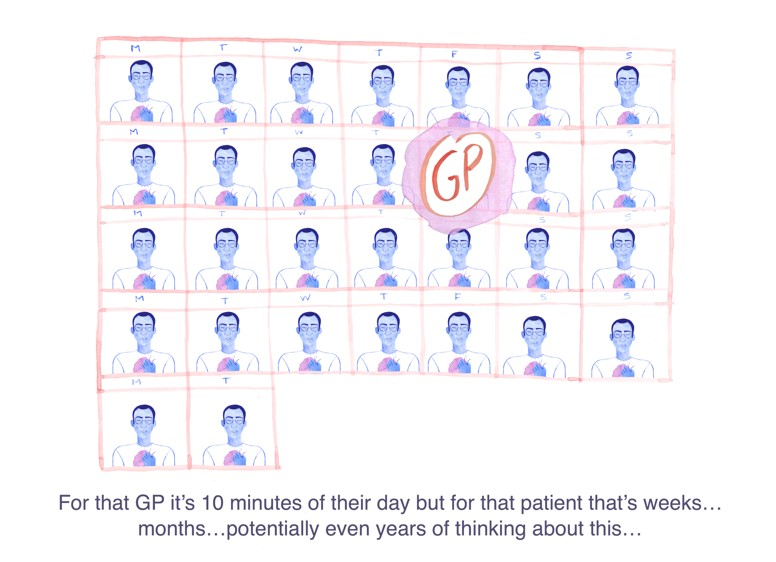 M T W T F S S
M T W T S S
M T W T S S
M T W T F S S
M T
GP
For that GP it's 10 minutes of their day but for that patient that's weeks…
months…potentially even years of thinking about this…